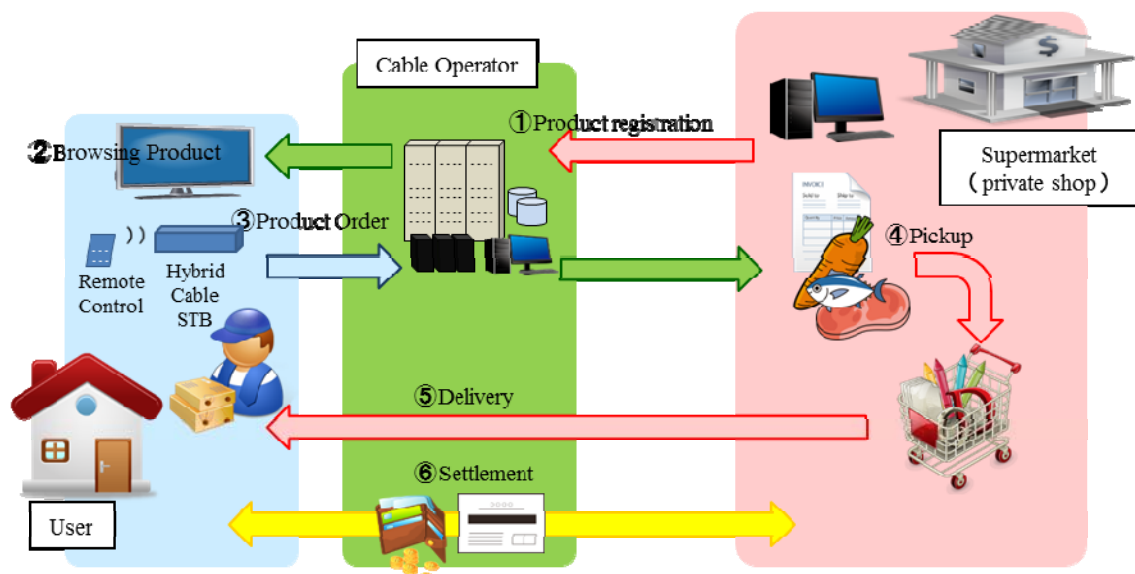 Cable Operator
①Product registration
②Browsing Product
Supermarket
(private shop)
③Product Order
INVOICE
④Pickup
Remote
Control
Hybrid
Cable
STB
⑤Delivery
⑥Settlement
User